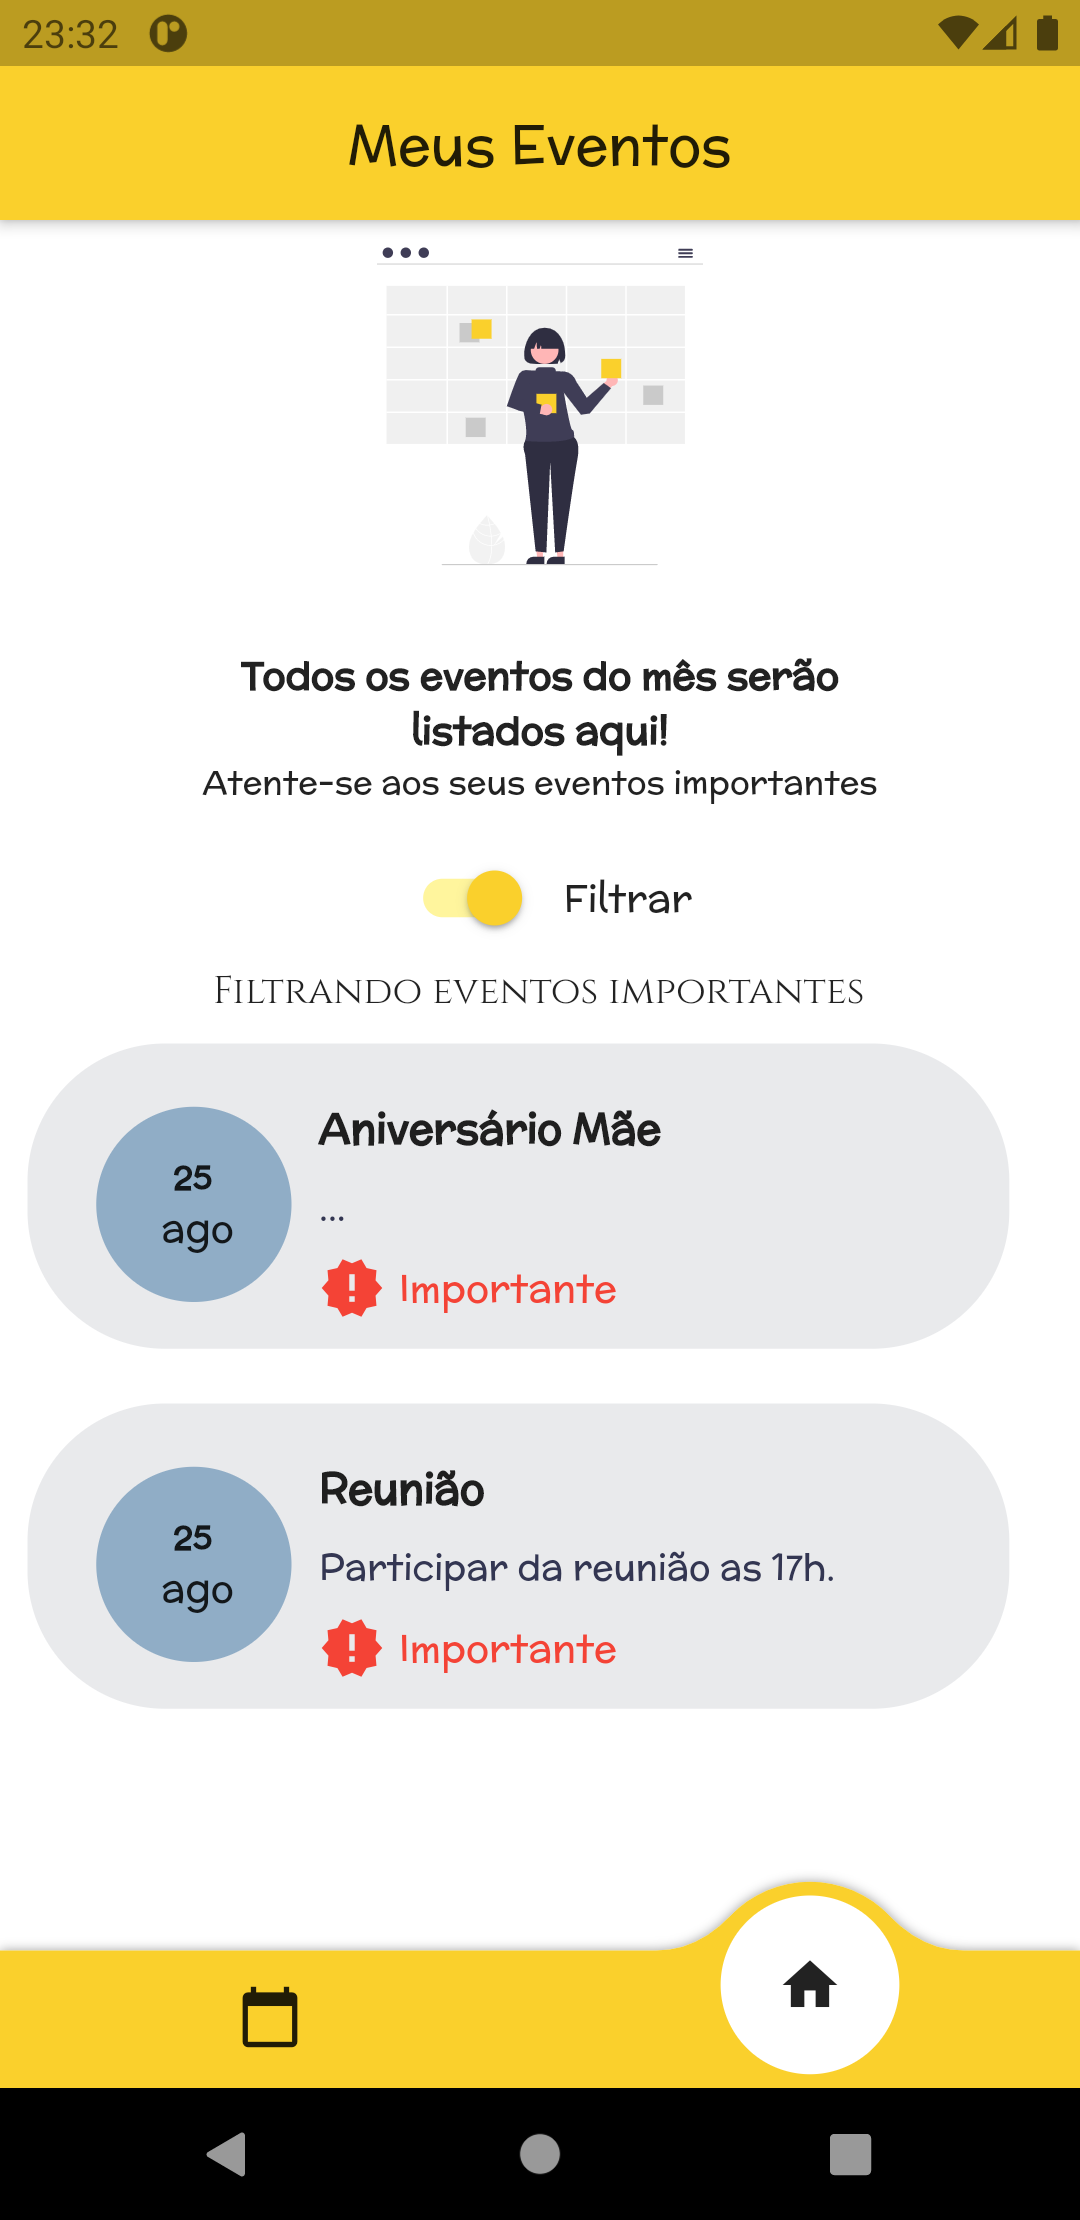 23:32
Meus Eventos
Todos os eventos do mês serão
listados aqui!
Atente-se aos seus eventos importantes
Filtrar
Filtrando eventos importantes
Aniversário Mãe
25
ago
...
Importante
Reunião
25
ago
Participar da reunião as 17h.
Importante